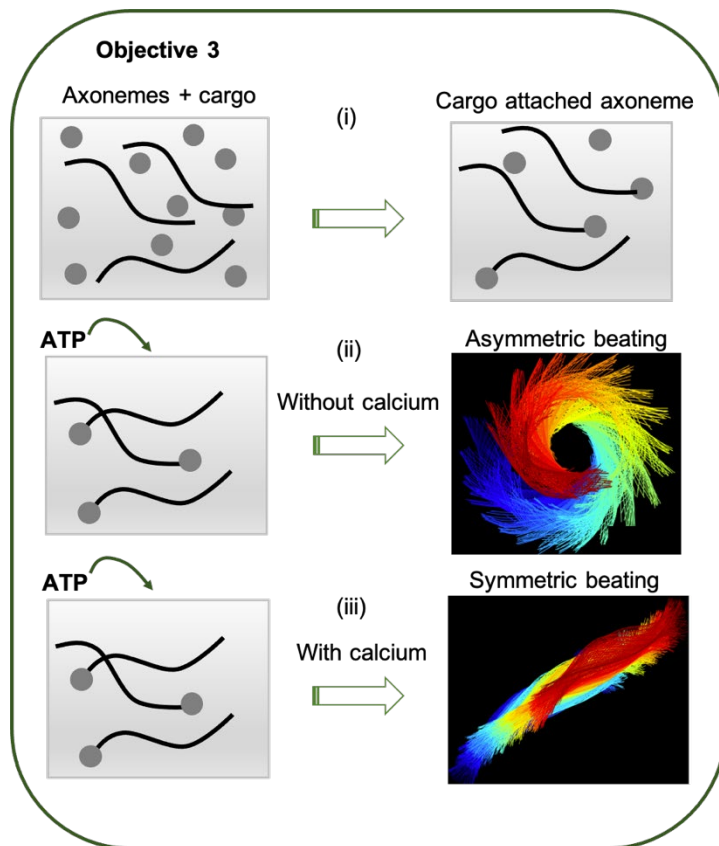 Objective 3
Axonemes + cargo
(i)
Cargo attached axoneme
ATP
(ii)
Without calcium
Asymmetric beating
ATP
(iii)
With calcium
Symmetric beating